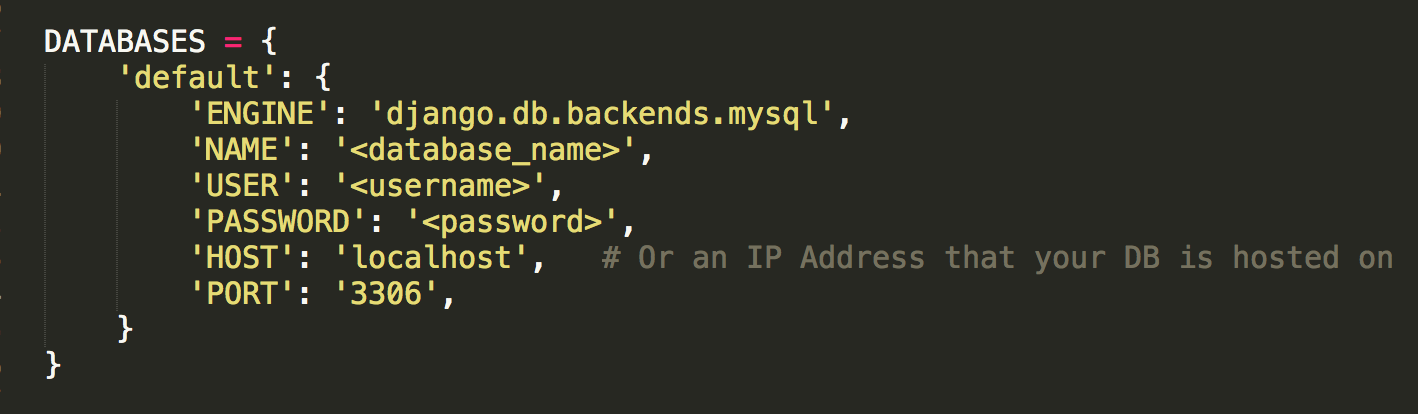 DATABASES = {
    'default': {
        'ENGINE': 'django.db.backends.mysql',
        'NAME': '<database_name>',
        'USER': '<username>',
        'PASSWORD': '<password>',
        'HOST': 'localhost',   # Or an IP Address that your DB is hosted on
        'PORT': '3306',
    }
}